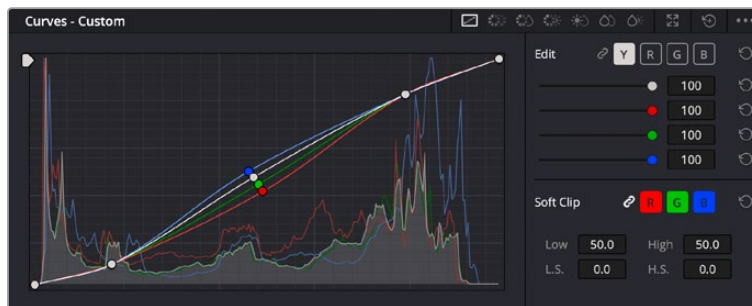 Curves - Custom
Edit Y R G B
100
100
100
100
Soft Clip R G B
Low 50.0 High 50.0
L.S. 0.0 H.S. 0.0